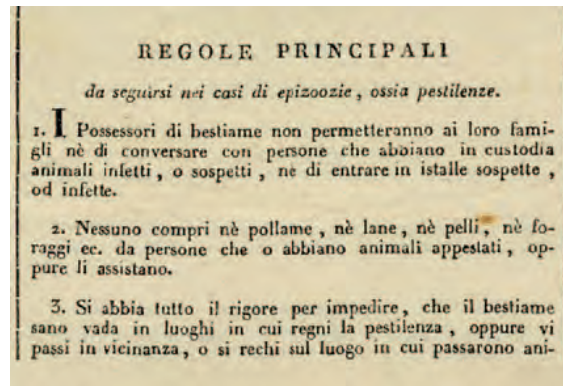 REGOLE PRINCIPALI
da seguirsi nei casi di epizoozie, ossia pestilenze.
1. I Possessori di bestiame non permetteranno ai loro fami-
gli nè di conversare con persone che abbiano in custodia
animali infetti, o sospetti, ne di entrare in istalle sospette,
od infette.
2. Nessuno compri nè pollame, nè lane, nè pelli, nè fo-
raggi ec. da persone che o abbiano animali appestati, op-
pure li assistano.
3. Si abbia tutto il rigore per impedire, che il bestiame
sano vada in luoghi in cui regni la pestilenza, oppure vi
passi in vicinanza, o si rechi sul luogo in cui passarono ani-